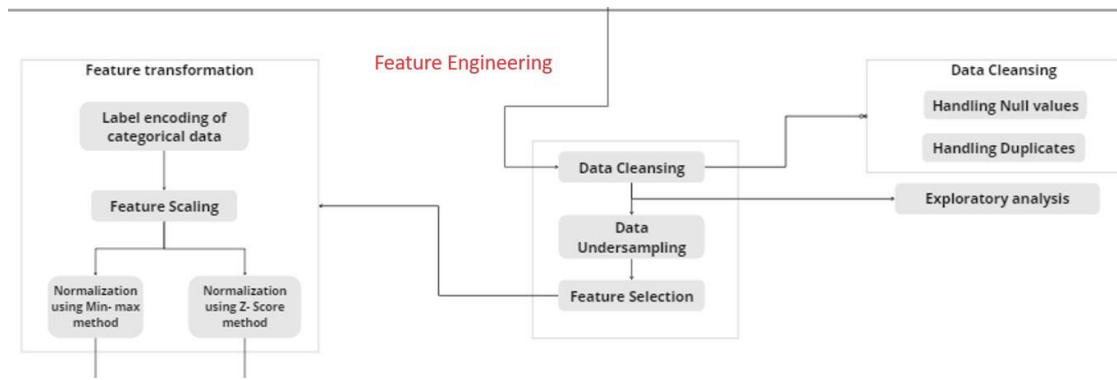 Feature Engineering
Feature transformation
Label encoding of
categorical data
Feature Scaling
Normalization
using Min- max
method
Normalization
using Z- Score
method
Data Cleansing
Data
Undersampling
Feature Selection
Data Cleansing
Handling Null values
Handling Duplicates
Exploratory analysis